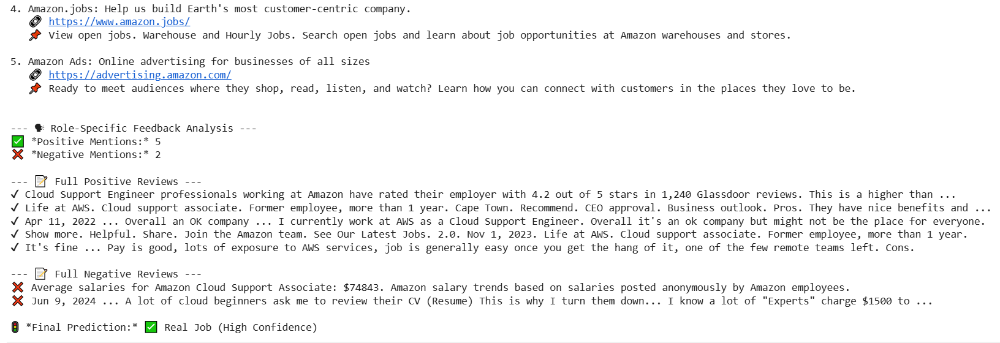 4. Amazon.jobs: Help us build Earth's most customer-centric company.
🔗 https://www.amazon.jobs/
📌 View open jobs. Warehouse and Hourly Jobs. Search open jobs and learn about job opportunities at Amazon warehouses and stores.
5. Amazon Ads: Online advertising for businesses of all sizes
🔗 https://advertising.amazon.com/
📌 Ready to meet audiences where they shop, read, listen, and watch? Learn how you can connect with customers in the places they love to be.
--- 🗣 Role-Specific Feedback Analysis ---
✅ *Positive Mentions:* 5
❌ *Negative Mentions:* 2
--- 📝 Full Positive Reviews ---
✔ Cloud Support Engineer professionals working at Amazon have rated their employer with 4.2 out of 5 stars in 1,240 Glassdoor reviews. This is a higher than ...
✔ Life at AWS. Cloud support associate. Former employee, more than 1 year. Cape Town. Recommend. CEO approval. Business outlook. Pros. They have nice benefits and ...
✔ Apr 11, 2022 ... Overall an OK company ... I currently work at AWS as a Cloud Support Engineer. Overall it's an ok company but might not be the place for everyone.
✔ Show more. Helpful. Share. Join the Amazon team. See Our Latest Jobs. 2.0. Nov 1, 2023. Life at AWS. Cloud support associate. Former employee, more than 1 year.
✔ It's fine ... Pay is good, lots of exposure to AWS services, job is generally easy once you get the hang of it, one of the few remote teams left. Cons.
--- 📝 Full Negative Reviews ---
❌ Average salaries for Amazon Cloud Support Associate: $74843. Amazon salary trends based on salaries posted anonymously by Amazon employees.
❌ Jun 9, 2024 ... A lot of cloud beginners ask me to review their CV (Resume) This is why I turn them down... I know a lot of "Experts" charge $1500 to ...
🚦 *Final Prediction:* ✅ Real Job (High Confidence)